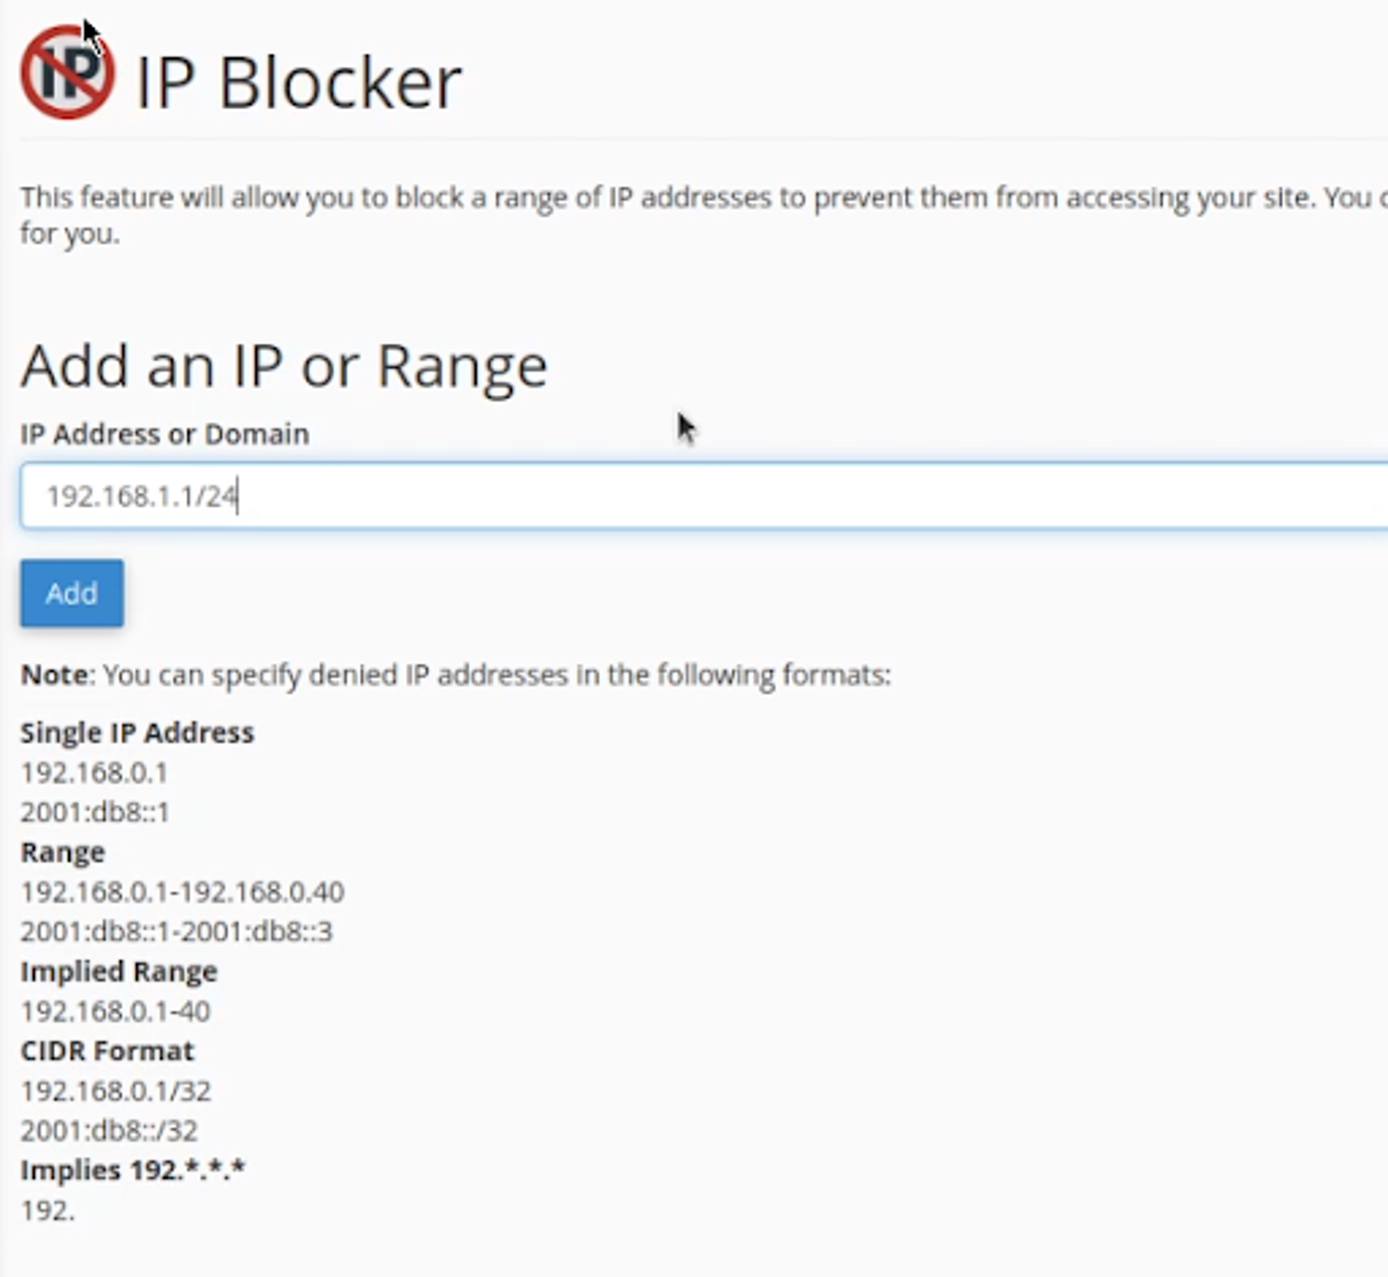 IP
IP Blocker
This feature will allow you to block a range of IP addresses to prevent them from accessing your site. You
for you.
Add an IP or Range
IP Address or Domain
192.168.1.1/24
Add
Note: You can specify denied IP addresses in the following formats:
Single IP Address
192.168.0.1
2001:db8::1
Range
192.168.0.1-192.168.0.40
2001:db8::1-2001:db8::3
Implied Range
192.168.0.1-40
CIDR Format
192.168.0.1/32
2001:db8::/32
Implies 192.*.*.*
192.